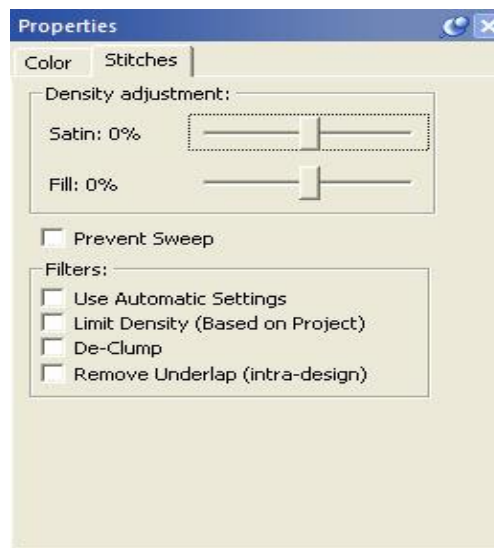 Properties
Color Stitches
Density adjustment:
Satin: 0%
Fill: 0%
Prevent Sweep
Filters:
Use Automatic Settings
Limit Density (Based on Project)
De-Clump
Remove Underlap (intra-design)